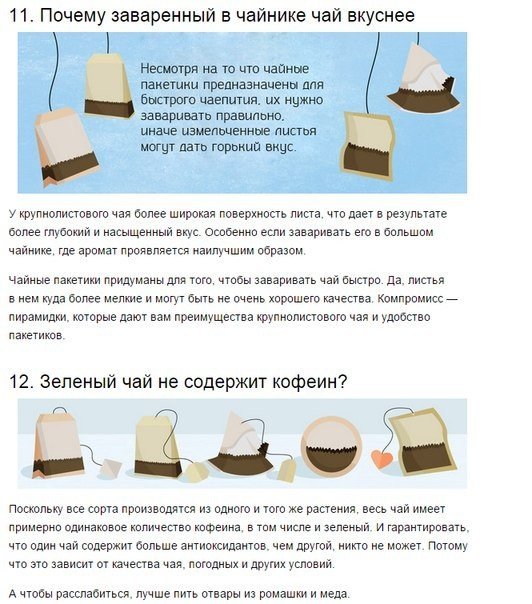 11. Почему заваренный в чайнике чай вкуснее
Несмотря на то что чайные
пакетики предназначены для
быстрого чаепития, их нужно
заваривать правильно,
иначе измельченные листья
могут дать горький вкус.
У крупнолистового чая более широкая поверхность листа, что дает в результате
более глубокий и насыщенный вкус. Особенно если заваривать его в большом
чайнике, где аромат проявляется наилучшим образом.
Чайные пакетики придуманы для того, чтобы заваривать чай быстро. Да, листья
в нем куда более мелкие и могут быть не очень хорошего качества. Компромисс —
пирамидки, которые дают вам преимущества крупнолистового чая и удобство
пакетиков.
12. Зеленый чай не содержит кофеин?
Поскольку все сорта производятся из одного и того же растения, весь чай имеет
примерно одинаковое количество кофеина, в том числе и зеленый. И гарантировать,
что один чай содержит больше антиоксидантов, чем другой, никто не может. Потому
что это зависит от качества чая, погодных и других условий.
А чтобы расслабиться, лучше пить отвары из ромашки и меда.